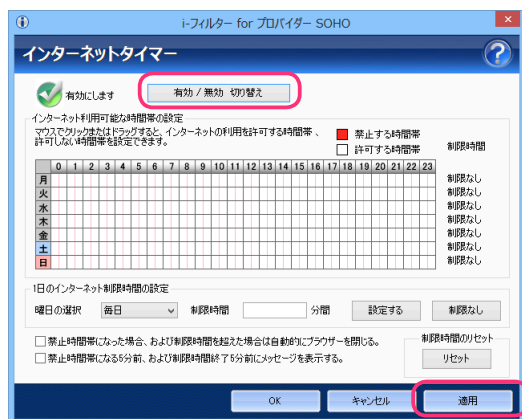 i-フィルター for プロバイダー SOHO
インターネットタイマー
有効にします
有効 / 無効 切り替え
インターネット利用可能な時間帯の設定
マウスでクリックまたはドラッグすると、インターネットの利用を許可する時間帯、
許可しない時間帯を設定できます。
禁止する時間帯
許可する時間帯
制限時間
0 1 2 3 4 5 6 7 8 9 10 11 12 13 14 15 16 17 18 19 20 21 22 23
月 制限なし
火 制限なし
水 制限なし
木 制限なし
金 制限なし
土 制限なし
日 制限なし
1日のインターネット制限時間の設定
曜日の選択 毎日 制限時間 分間 設定する 制限なし
禁止時間帯になった場合、および制限時間を超えた場合は自動的にブラウザーを閉じる。
禁止時間帯になる5分前、および制限時間終了5分前にメッセージを表示する。
制限時間のリセット
リセット
OK キャンセル 適用